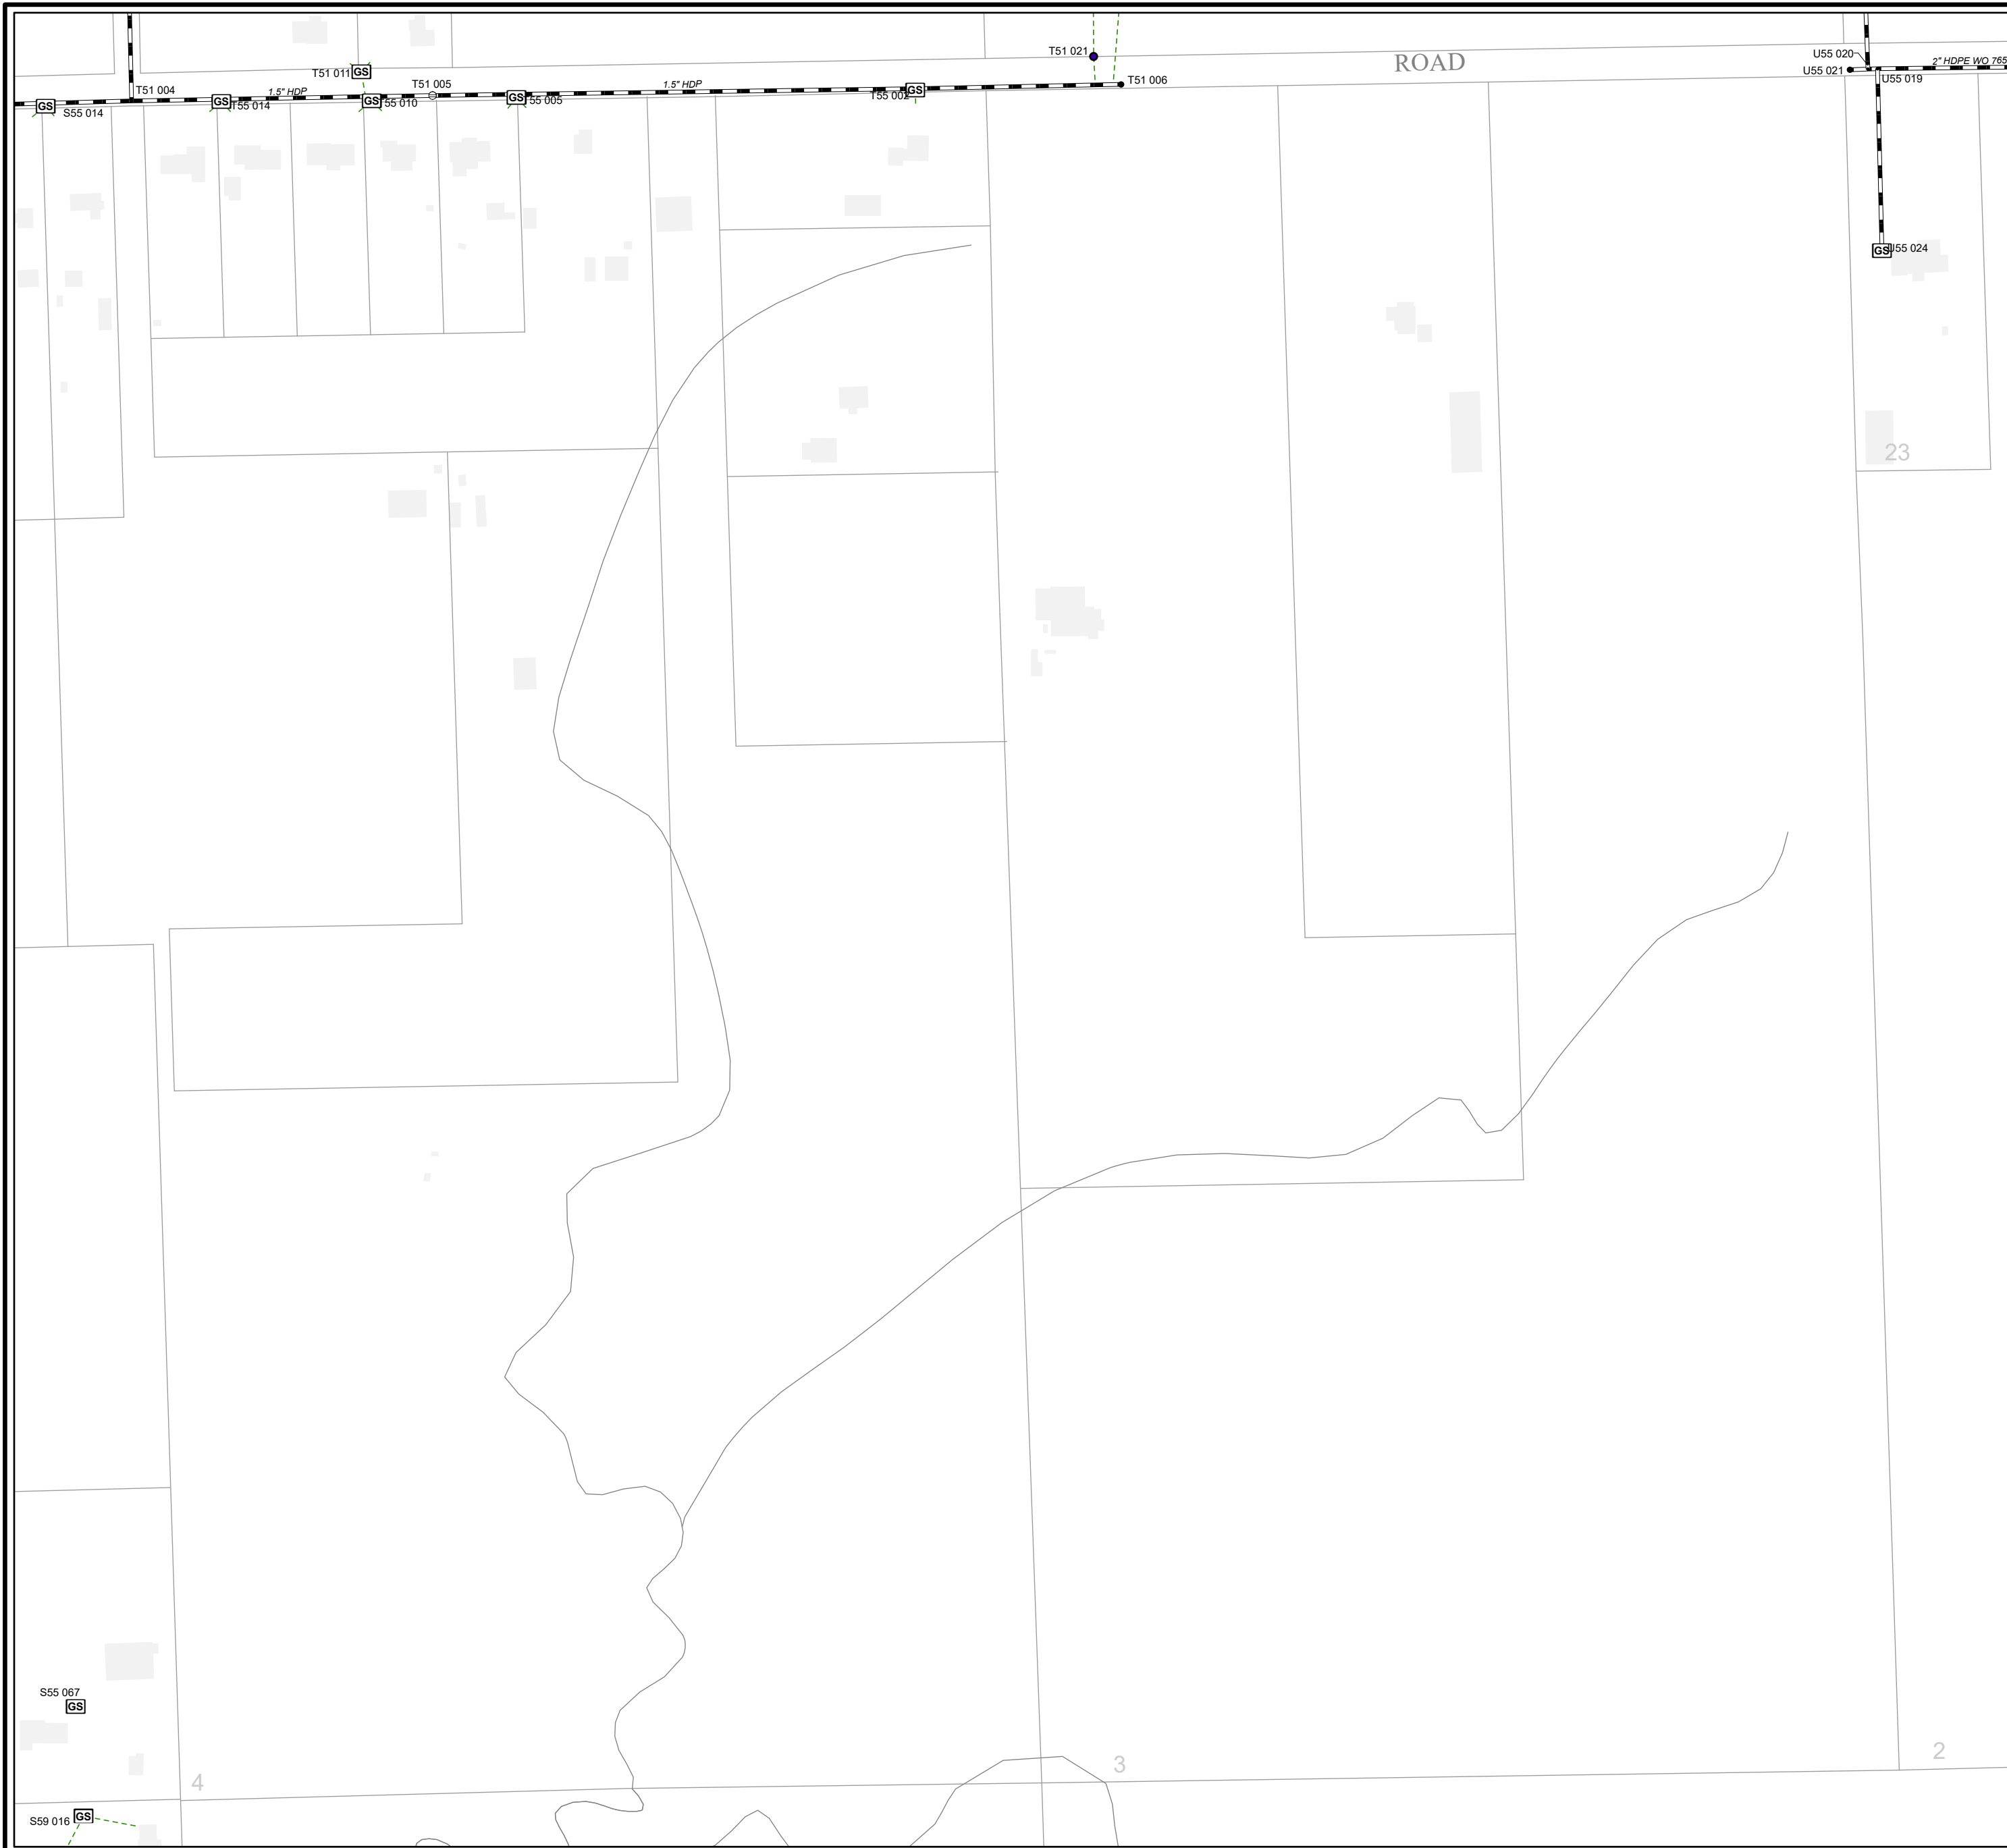 T51 021
ROAD
U55 020
2" HDPE WO 765
T51 011
GS
U55 021
T51 006
U55 019
T51 005
1.5" HDP
T51 004
1.5" HDP
GS
T55 002
GS
T55 005
GS
T55 010
GS
T55 014
GS
S55 014
GS
U55 024
23
S55 067
GS
2
3
4
GS
S59 016